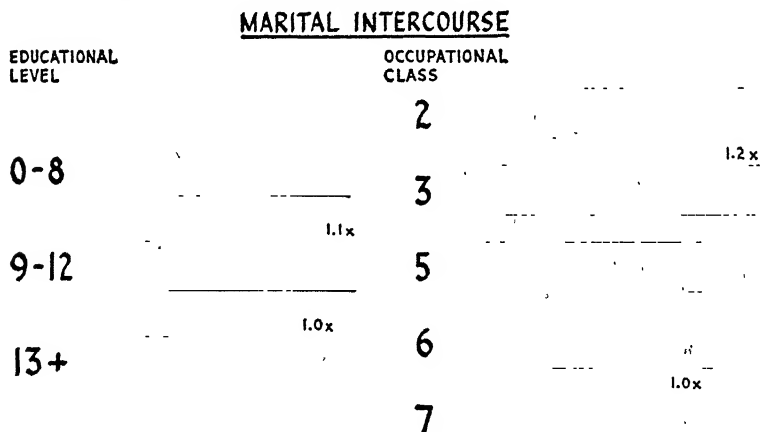 MARITAL INTERCOURSE
EDUCATIONAL
LEVEL
0-8
1.1x
9-12
1.0x
13+
OCCUPATIONAL
CLASS
2
1.2x
3
5
6
1.0x
7